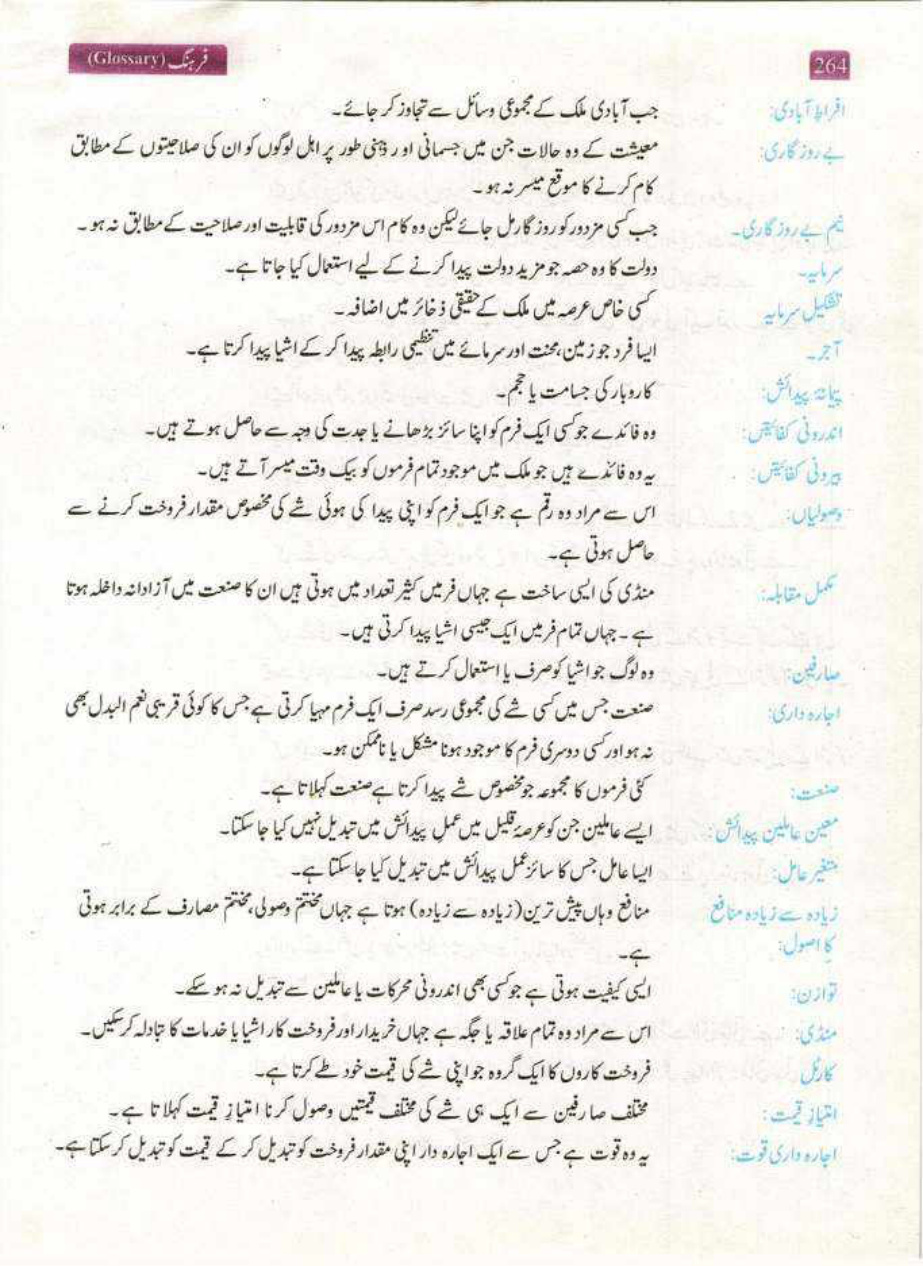 264
فرہنگ (Glossary)
افراطِ آبادی: جب آبادی ملک کے مجموعی وسائل سے تجاوز کر جائے۔
بے روزگاری: معیشت کے وہ حالات جن میں جسمانی اور ذہنی طور پر اہل لوگوں کو ان کی صلاحیتوں کے مطابق
کام کرنے کا موقع میسر نہ ہو۔
نیم بے روزگاری۔ جب کسی مزدور کو روزگار مل جائے لیکن وہ کام اس مزدور کی قابلیت اور صلاحیت کے مطابق نہ ہو۔
سرمایہ۔ دولت کا وہ حصہ جو مزید دولت پیدا کرنے کے لیے استعمال کیا جاتا ہے۔
تشکیل سرمایہ کسی خاص عرصہ میں ملک کے حقیقی ذخائر میں اضافہ۔
آجر۔ ایسا فرد جو زمین، محنت اور سرمائے میں تنظیمی رابطہ پیدا کر کے اشیا پیدا کرتا ہے۔
پیمانۂ پیدائش: کاروبار کی جسامت یا حجم۔
اندرونی کفائیتں: وہ فائدے جو کسی ایک فرم کو اپنا سائز بڑھانے یا جدت کی وجہ سے حاصل ہوتے ہیں۔
بیرونی کفائیتں: یہ وہ فائدے ہیں جو ملک میں موجود تمام فرموں کو بیک وقت میسر آتے ہیں۔
وصولیاں: اس سے مراد وہ رقم ہے جو ایک فرم کو اپنی پیدا کی ہوئی شے کی مخصوص مقدار فروخت کرنے سے
حاصل ہوتی ہے۔
مکمل مقابلہ: منڈی کی ایسی ساخت ہے جہاں فرمیں کثیر تعداد میں ہوتی ہیں ان کا صنعت میں آزادانہ داخلہ ہوتا
ہے۔ جہاں تمام فرمیں ایک جیسی اشیا پیدا کرتی ہیں۔
صارفین: وہ لوگ جو اشیا کو صرف یا استعمال کرتے ہیں۔
اجارہ داری: صنعت جس میں کسی شے کی مجموعی رسد صرف ایک فرم مہیا کرتی ہے جس کا کوئی قریبی نعم البدل بھی
نہ ہو اور کسی دوسری فرم کا موجود ہونا مشکل یا ناممکن ہو۔
صنعت: کئی فرموں کا مجموعہ جو مخصوص شے پیدا کرتا ہے صنعت کہلاتا ہے۔
معین عاملین پیدائش: ایسے عاملین جن کو عرصۂ قلیل میں عملِ پیدائش میں تبدیل نہیں کیا جا سکتا۔
متغیر عامل: ایسا عامل جس کا سائز عمل پیدائش میں تبدیل کیا جاسکتا ہے۔
زیادہ سے زیادہ منافع منافع وہاں بیش ترین (زیادہ سے زیادہ) ہوتا ہے جہاں مختتم وصولی، مختتم مصارف کے برابر ہوتی
کا اصول: ہے۔
توازن: ایسی کیفیت ہوتی ہے جو کسی بھی اندرونی محرکات یا عاملین سے تبدیل نہ ہو سکے۔
منڈی: اس سے مراد وہ تمام علاقہ یا جگہ ہے جہاں خریدار اور فروخت کار اشیا یا خدمات کا تبادلہ کرسکیں۔
کارٹل فروخت کاروں کا ایک گروہ جو اپنی شے کی قیمت خود طے کرتا ہے۔
امتیازِ قیمت: مختلف صارفین سے ایک ہی شے کی مختلف قیمتیں وصول کرنا امتیازِ قیمت کہلاتا ہے۔
اجارہ داری قوت: یہ وہ قوت ہے جس سے ایک اجارہ دار اپنی مقدار فروخت کو تبدیل کر کے قیمت کو تبدیل کر سکتا ہے۔